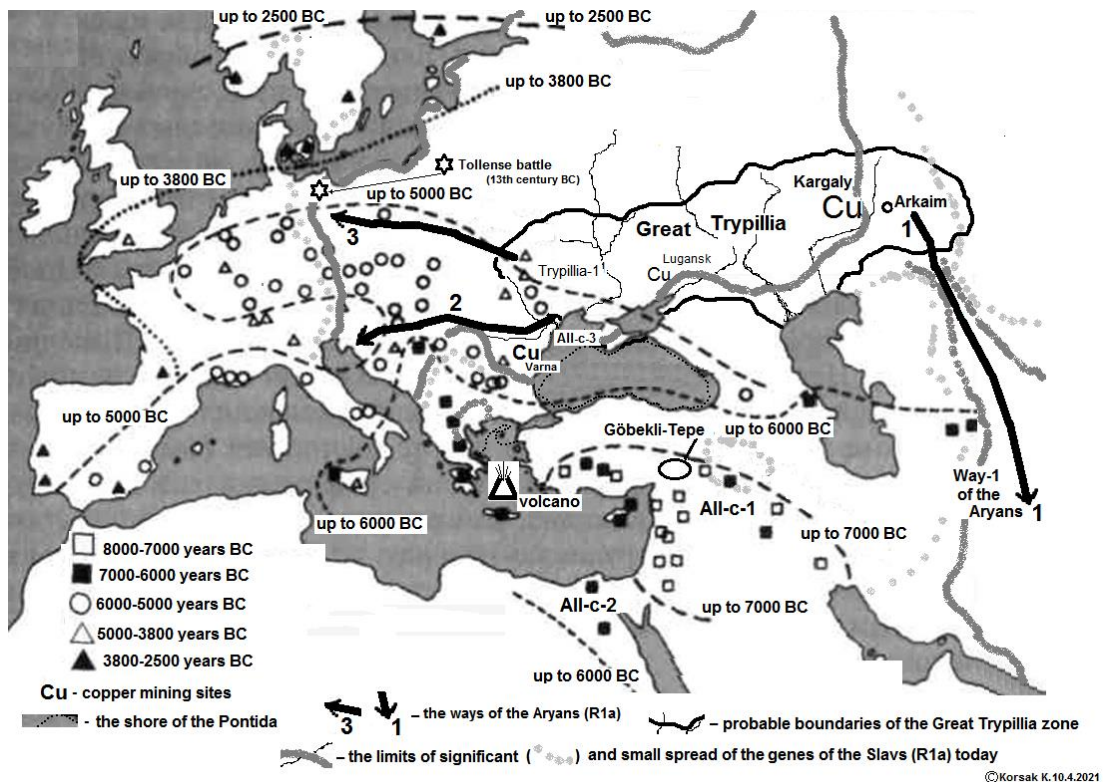 up to 2500 BC
up to 2500 BC
up to 3800 BC
Tollense battle
(13th century BC)
up to 3800 BC
up to 5000 BC
Kargaly
Cu
Arkaim
1
3
Great Trypillia
Trypillia-1
Lugansk
Cu
2
All-c-3
Cu
Varna
up to 5000 BC
up to 6000 BC
Göbekli-Tepe
volcano
All-c-1
Way-1
of the
Aryans 1
up to 6000 BC
up to 7000 BC
8000-7000 years BC
7000-6000 years BC
6000-5000 years BC
5000-3800 years BC
3800-2500 years BC
All-c-2
up to 7000 BC
up to 6000 BC
Cu - copper mining sites
- the shore of the Pontida
3 1 – the ways of the Aryans (R1a)
– probable boundaries of the Great Trypillia zone
– the limits of significant ( ) and small spread of the genes of the Slavs (R1a) today
©Korsak K.10.4.2021